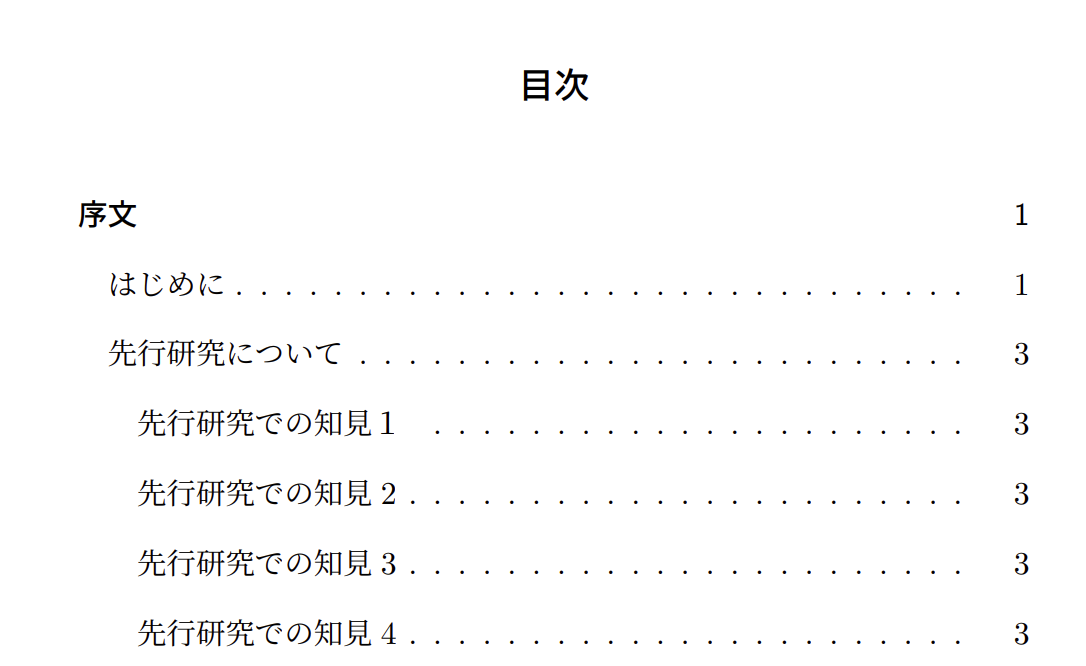 目次
序文 1
はじめに . . . . . . . . . . . . . . . . . . . . . . . . . . . . . . 1
先行研究について . . . . . . . . . . . . . . . . . . . . . . . . . 3
先行研究での知見１ . . . . . . . . . . . . . . . . . . . . . . 3
先行研究での知見 2 . . . . . . . . . . . . . . . . . . . . . . . 3
先行研究での知見 3 . . . . . . . . . . . . . . . . . . . . . . . 3
先行研究での知見 4 . . . . . . . . . . . . . . . . . . . . . . . 3